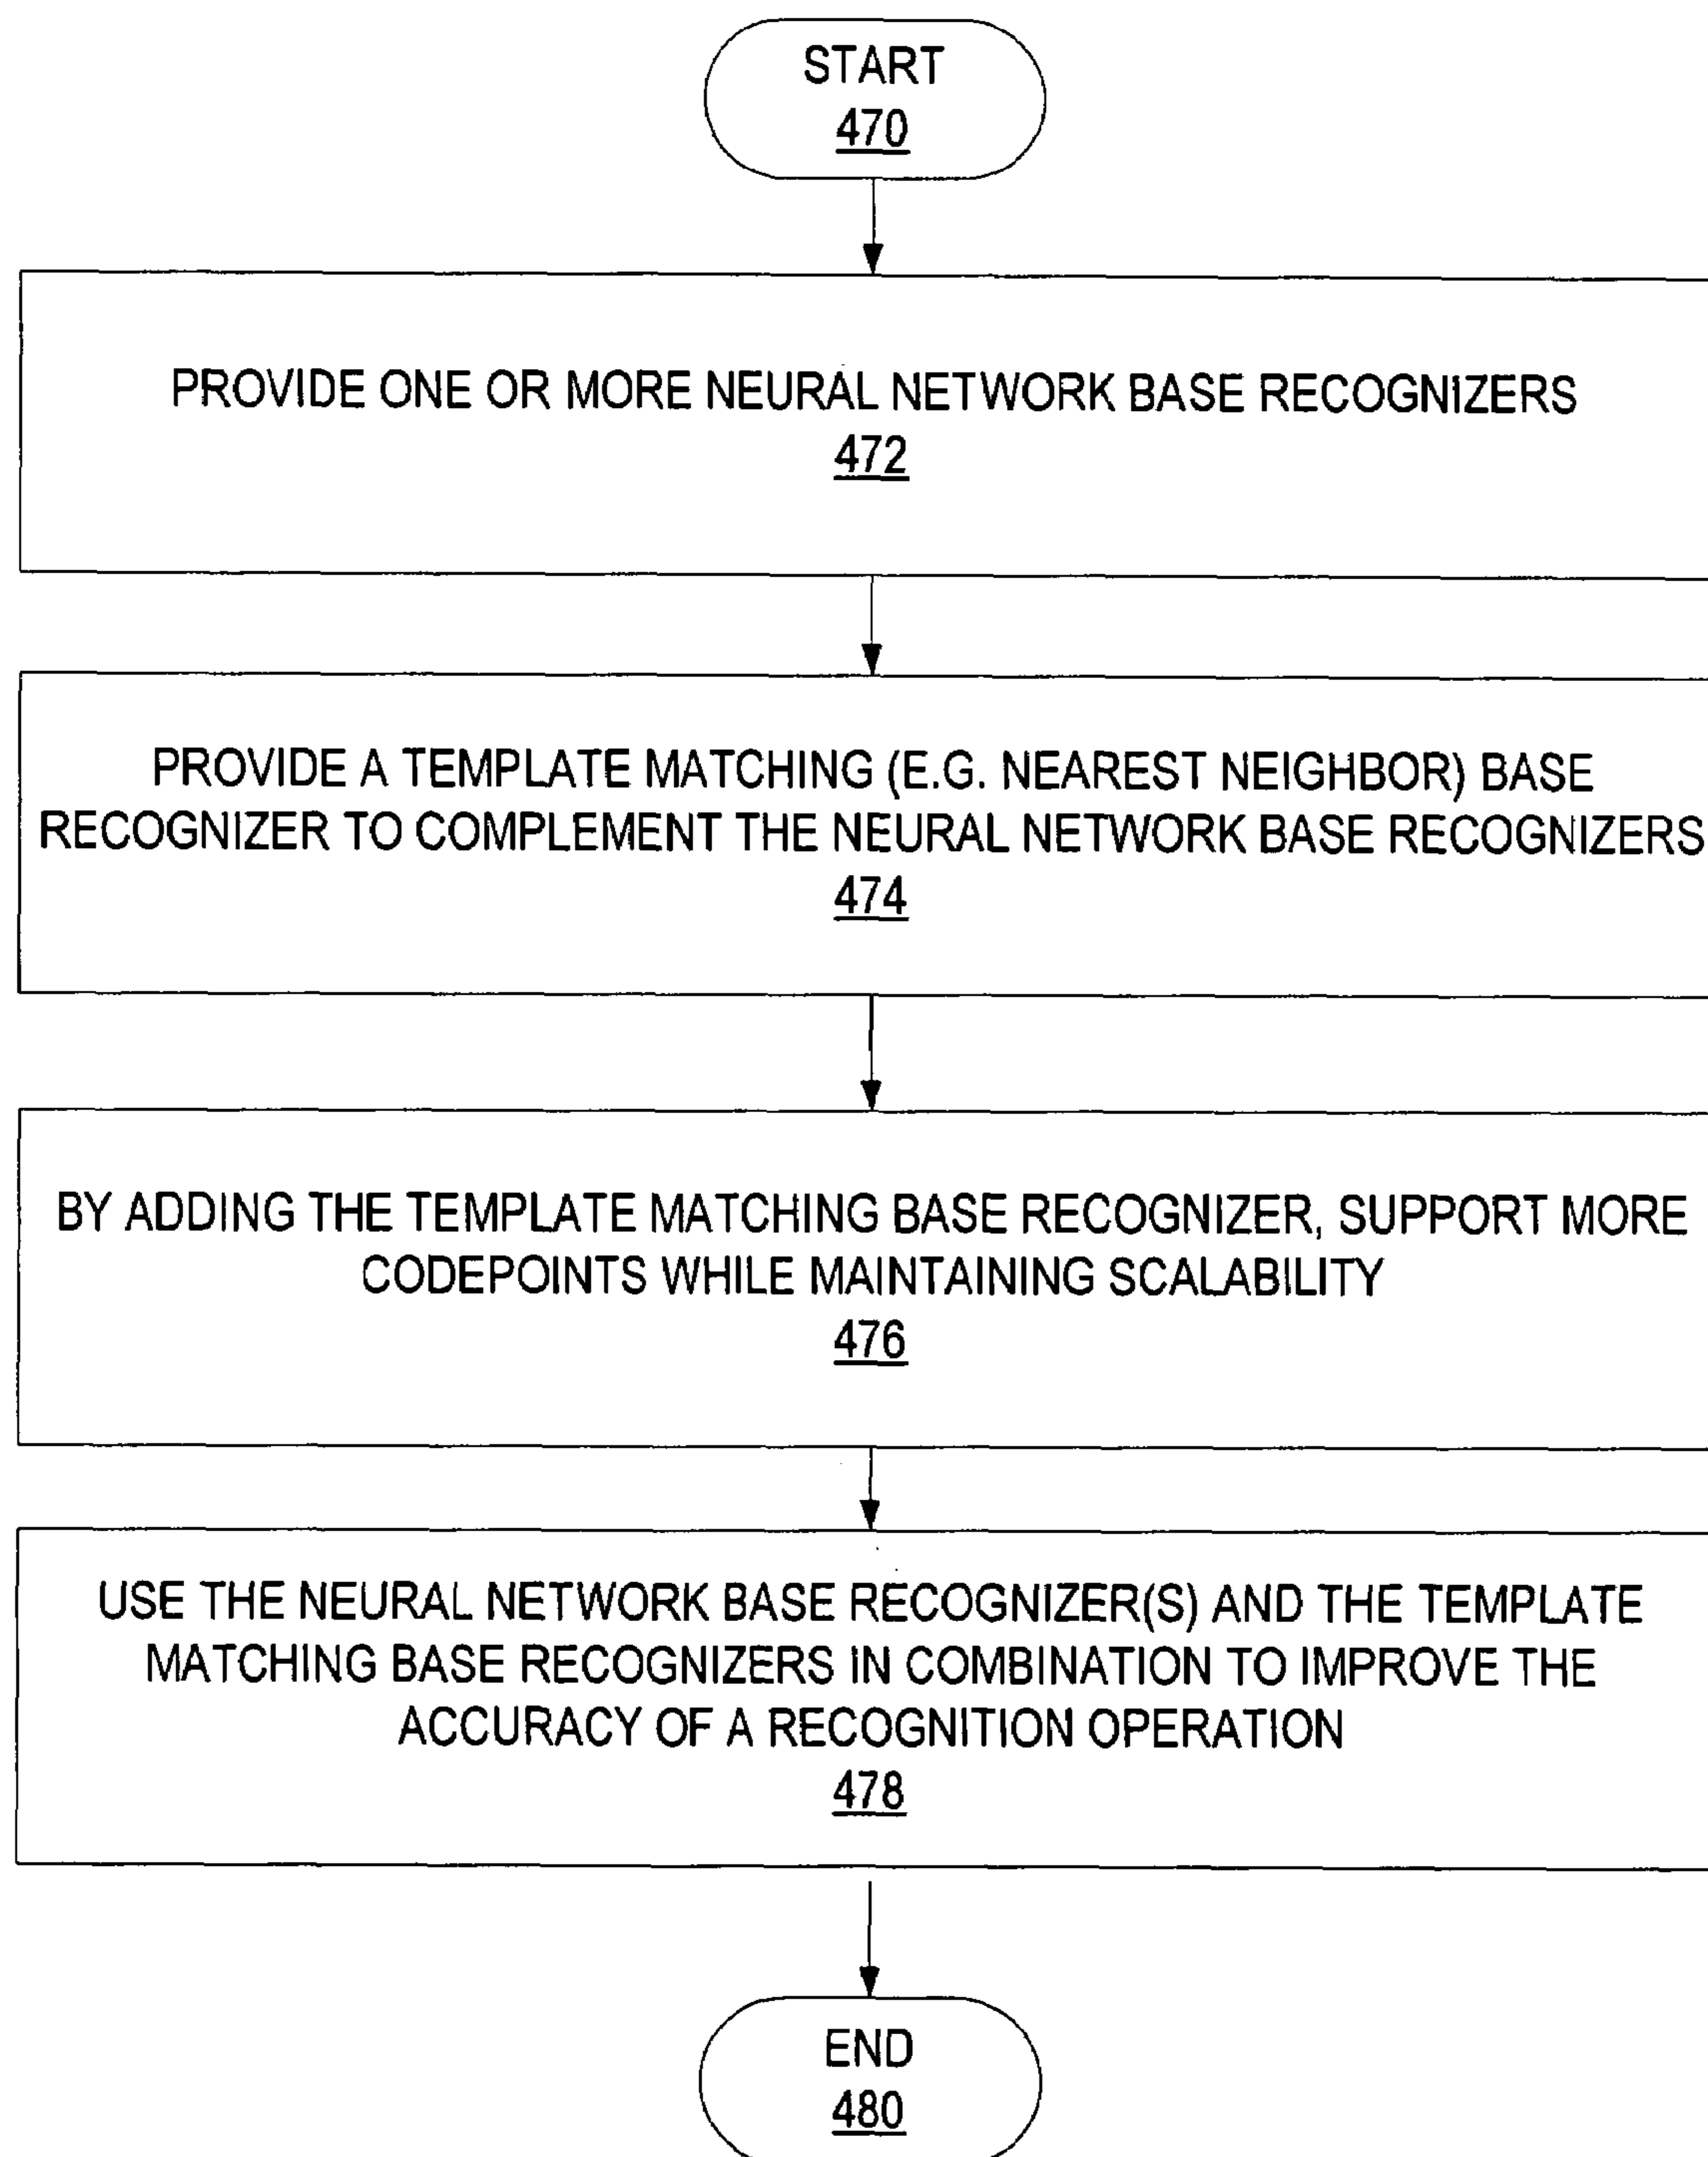 START
470
PROVIDE ONE OR MORE NEURAL NETWORK BASE RECOGNIZERS
472
PROVIDE A TEMPLATE MATCHING (E.G. NEAREST NEIGHBOR) BASE
RECOGNIZER TO COMPLEMENT THE NEURAL NETWORK BASE RECOGNIZERS
474
BY ADDING THE TEMPLATE MATCHING BASE RECOGNIZER, SUPPORT MORE
CODEPOINTS WHILE MAINTAINING SCALABILITY
476
USE THE NEURAL NETWORK BASE RECOGNIZER(S) AND THE TEMPLATE
MATCHING BASE RECOGNIZERS IN COMBINATION TO IMPROVE THE
ACCURACY OF A RECOGNITION OPERATION
478
END
480